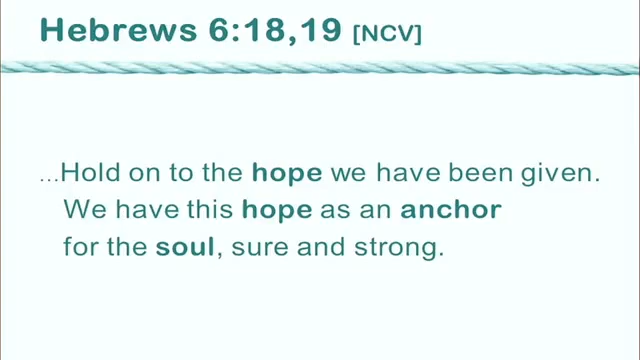 Hebrews 6:18,19 [NCV]
...Hold on to the hope we have been given.
We have this hope as an anchor
for the soul, sure and strong.